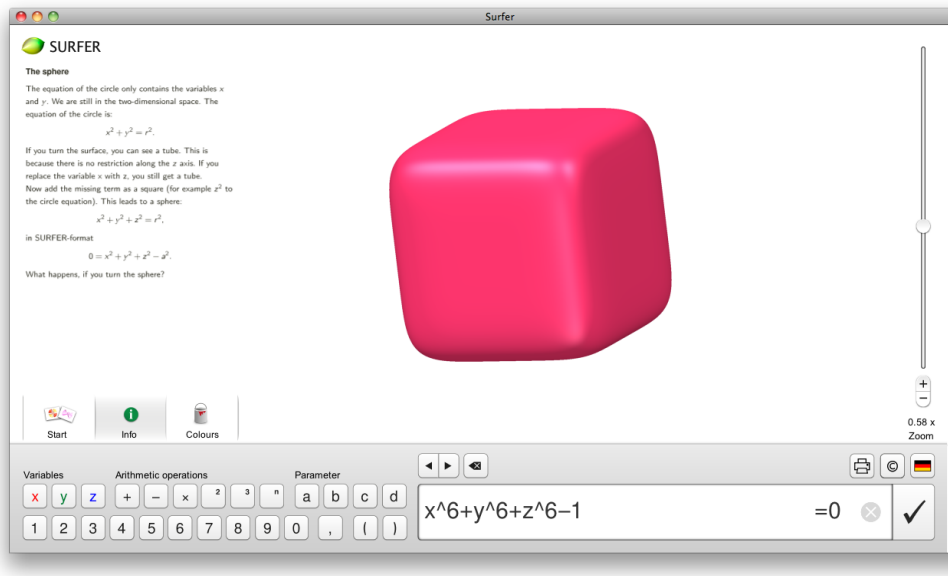 Surfer
SURFER
The sphere
The equation of the circle only contains the variables x
and y. We are still in the two-dimensional space. The
equation of the circle is:
x² + y² = r².
If you turn the surface, you can see a tube. This is
because there is no restriction along the z axis. If you
replace the variable x with z, you still get a tube.
Now add the missing term as a square (for example z² to
the circle equation). This leads to a sphere:
x² + y² + z² = r²,
in SURFER-format
0 = x² + y² + z² − a².
What happens, if you turn the sphere?
+
−
0.58 x
Zoom
Start Info Colours
Variables Arithmetic operations Parameter
x y z + − × ² ³ ⁿ a b c d
1 2 3 4 5 6 7 8 9 0 , ( )
x^6+y^6+z^6–1 =0